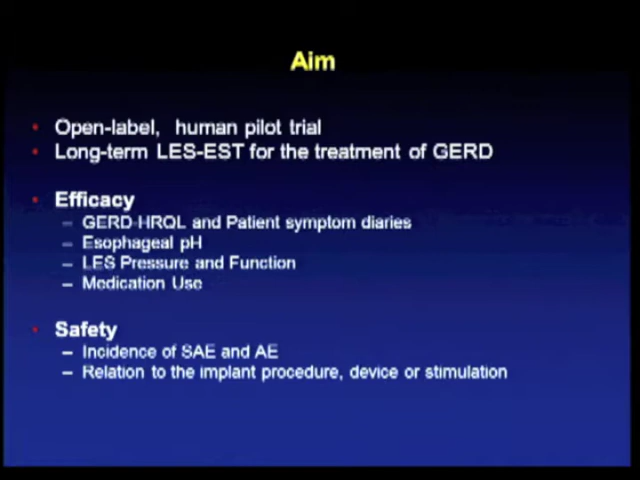 Aim
• Open-label, human pilot trial
• Long-term LES-EST for the treatment of GERD
• Efficacy
– GERD-HRQL and Patient symptom diaries
– Esophageal pH
– LES Pressure and Function
– Medication Use
• Safety
– Incidence of SAE and AE
– Relation to the implant procedure, device or stimulation